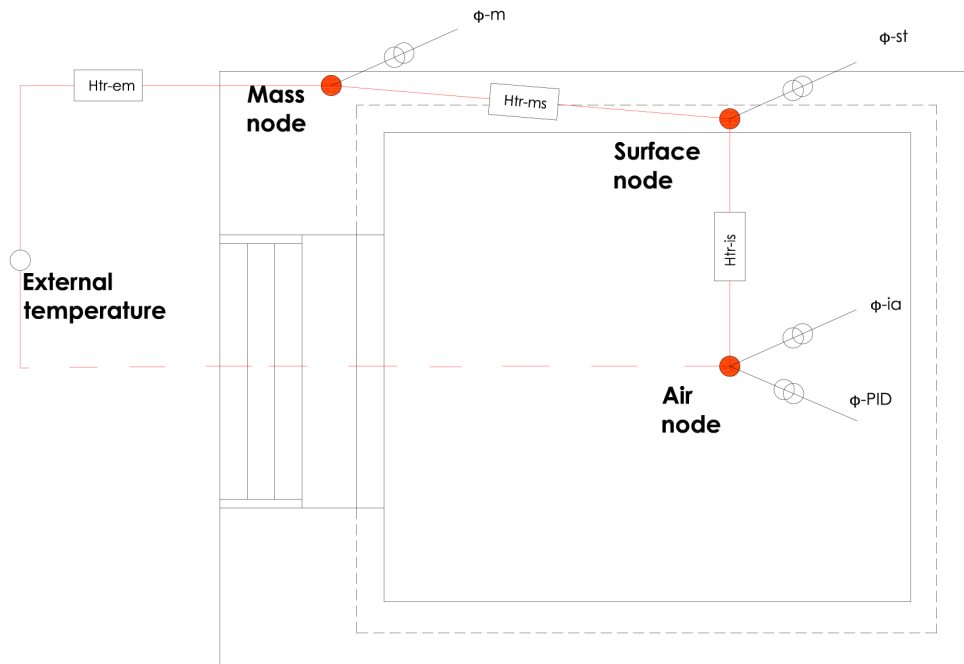 ф-m
ф-st
Htr-em
Mass
node
Htr-ms
Surface
node
Htr-is
External
temperature
ф-ia
Air
node
ф-PID